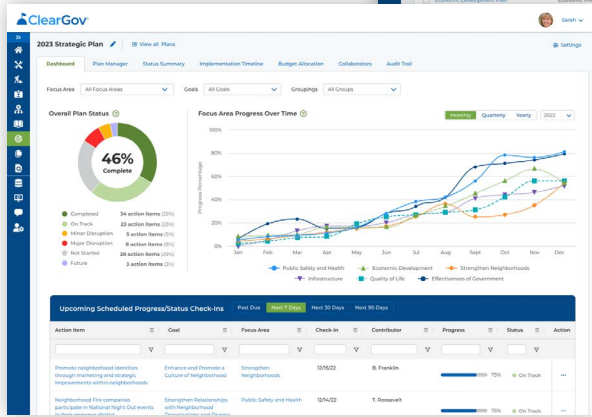 Economic Development Plan
ClearGov
Sarah
2023 Strategic Plan
View all Plans
Settings
Dashboard
Plan Manager
Status Summary
Implementation Timeline
Budget Allocation
Collaborators
Audit Trail
Focus Area
All Focus Areas
Goals
All Goals
Groupings
All Groups
Overall Plan Status
Focus Area Progress Over Time
Monthly
Quarterly
Yearly
2022
46%
Complete
Completed 34 action items (30%)
On Track 23 action items (23%)
Minor Disruption 5 action items (5%)
Major Disruption 8 action items
Not Started 28 action items (29%)
Future 3 action items (3%)
Progress Percentage
100%
80%
60%
40%
20%
0%
Jan Feb Mar Apr May Jun Jul Aug Sep Oct Nov Dec
Public Safety and Health
Economic Development
Strengthen Neighborhoods
Infrastructure
Quality of Life
Effectiveness of Government
Upcoming Scheduled Progress/Status Check-Ins
Past Due
Next 7 Days
Next 30 Days
Next 90 Days
Action Item Goal Focus Area Check-In Contributor Progress Status Action
Promote neighborhood identities
through marketing and strategic
improvements within neighborhoods.
Enhance and Promote a
Culture of Neighborhood
Strengthen
Neighborhoods
12/16/22
B. Franklin
75%
On Track
Neighborhood Fire companies
participate in National Night Out events
Strengthen Relationships
with Neighborhood
Public Safety and Health
12/14/22
T. Roosevelt
76%
On Track